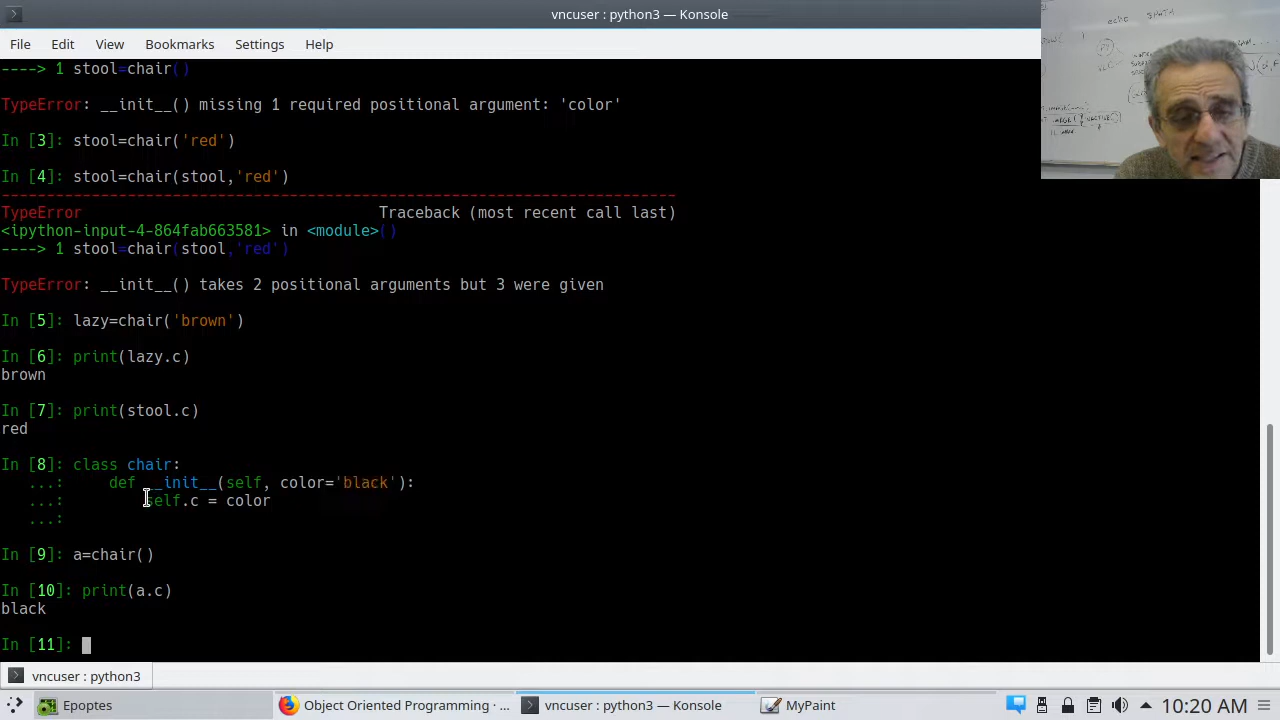 vncuser : python3 — Konsole
File Edit View Bookmarks Settings Help
----> 1 stool=chair()
TypeError: __init__() missing 1 required positional argument: 'color'
In [3]: stool=chair('red')
In [4]: stool=chair(stool,'red')
---------------------------------------------------------------------------
TypeError Traceback (most recent call last)
<ipython-input-4-864fab663581> in <module>()
----> 1 stool=chair(stool,'red')
TypeError: __init__() takes 2 positional arguments but 3 were given
In [5]: lazy=chair('brown')
In [6]: print(lazy.c)
brown
In [7]: print(stool.c)
red
In [8]: class chair:
...: def __init__(self, color='black'):
...: self.c = color
...:
In [9]: a=chair()
In [10]: print(a.c)
black
In [11]:
vncuser : python3
Epoptes Object Oriented Programming · ... vncuser : python3 — Konsole MyPaint 10:20 AM